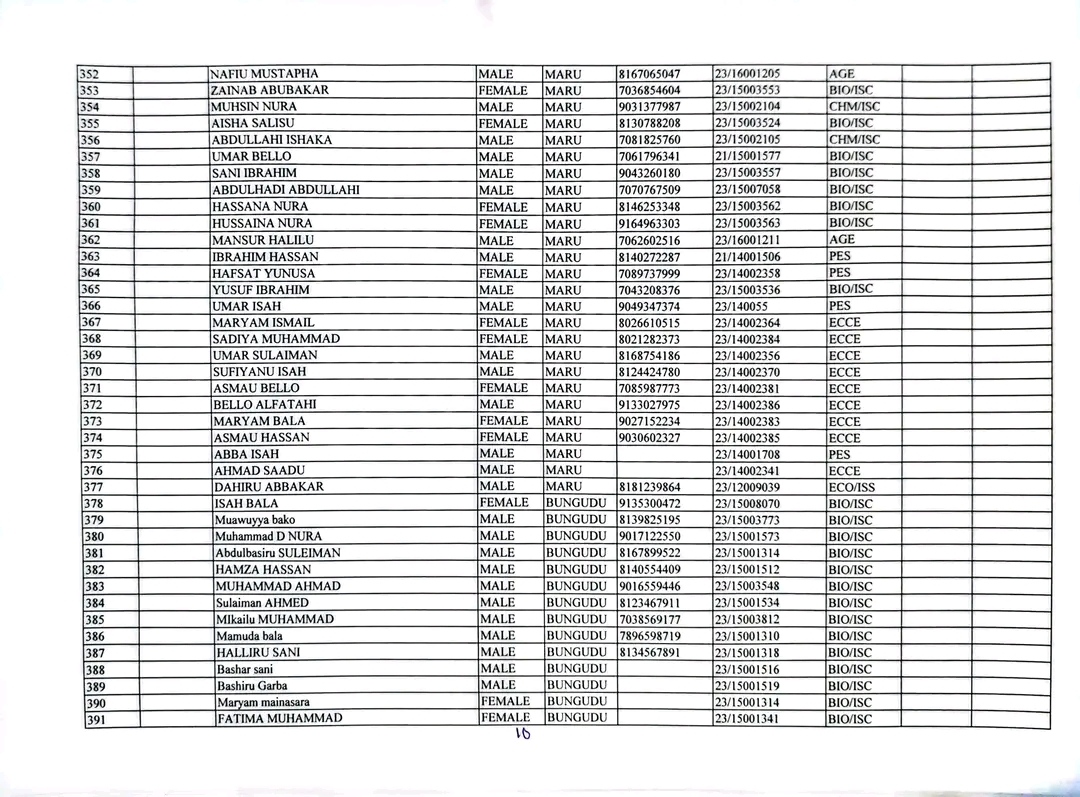 352 NAFIU MUSTAPHA MALE MARU 8167065047 23/16001205 AGE
353 ZAINAB ABUBAKAR FEMALE MARU 7036854604 23/15003553 BIO/ISC
354 MUHSIN NURA MALE MARU 9031377987 23/15002104 CHM/ISC
355 AISHA SALISU FEMALE MARU 8130788208 23/15003524 BIO/ISC
356 ABDULLAHI ISHAKA MALE MARU 7081825760 23/15002105 CHM/ISC
357 UMAR BELLO MALE MARU 7061796341 21/15001577 BIO/ISC
358 SANI IBRAHIM MALE MARU 9043260180 23/15003557 BIO/ISC
359 ABDULHADI ABDULLAHI MALE MARU 7070767509 23/15007058 BIO/ISC
360 HASSANA NURA FEMALE MARU 8146253348 23/15003562 BIO/ISC
361 HUSSAINA NURA FEMALE MARU 9164963303 23/15003563 BIO/ISC
362 MANSUR HALILU MALE MARU 7062602516 23/16001211 AGE
363 IBRAHIM HASSAN MALE MARU 8140272287 21/14001506 PES
364 HAFSAT YUNUSA FEMALE MARU 7089737999 23/14002358 PES
365 YUSUF IBRAHIM MALE MARU 7043208376 23/15003536 BIO/ISC
366 UMAR ISAH MALE MARU 9049347374 23/140055 PES
367 MARYAM ISMAIL FEMALE MARU 8026610515 23/14002364 ECCE
368 SADIYA MUHAMMAD FEMALE MARU 8021282373 23/14002384 ECCE
369 UMAR SULAIMAN MALE MARU 8168754186 23/14002356 ECCE
370 SUFIYANU ISAH MALE MARU 8124424780 23/14002370 ECCE
371 ASMAU BELLO FEMALE MARU 7085987773 23/14002381 ECCE
372 BELLO ALFATAHI MALE MARU 9133027975 23/14002386 ECCE
373 MARYAM BALA FEMALE MARU 9027152234 23/14002383 ECCE
374 ASMAU HASSAN FEMALE MARU 9030602327 23/14002385 ECCE
375 ABBA ISAH MALE MARU 23/14001708 PES
376 AHMAD SAADU MALE MARU 23/14002341 ECCE
377 DAHIRU ABBAKAR MALE MARU 8181239864 23/12009039 ECO/ISS
378 ISAH BALA FEMALE BUNGUDU 9135300472 23/15008070 BIO/ISC
379 Muawuyya bako MALE BUNGUDU 8139825195 23/15003773 BIO/ISC
380 Muhammad D NURA MALE BUNGUDU 9017122550 23/15001573 BIO/ISC
381 Abdulbasiru SULEIMAN MALE BUNGUDU 8167899522 23/15001314 BIO/ISC
382 HAMZA HASSAN MALE BUNGUDU 8140554409 23/15001512 BIO/ISC
383 MUHAMMAD AHMAD MALE BUNGUDU 9016559446 23/15003548 BIO/ISC
384 Sulaiman AHMED MALE BUNGUDU 8123467911 23/15001534 BIO/ISC
385 MIkailu MUHAMMAD MALE BUNGUDU 7038569177 23/15003812 BIO/ISC
386 Mamuda bala MALE BUNGUDU 7896598719 23/15001310 BIO/ISC
387 HALLIRU SANI MALE BUNGUDU 8134567891 23/15001318 BIO/ISC
388 Bashar sani MALE BUNGUDU 23/15001516 BIO/ISC
389 Bashiru Garba MALE BUNGUDU 23/15001519 BIO/ISC
390 Maryam mainasara FEMALE BUNGUDU 23/15001314 BIO/ISC
391 FATIMA MUHAMMAD FEMALE BUNGUDU 23/15001341 BIO/ISC
10